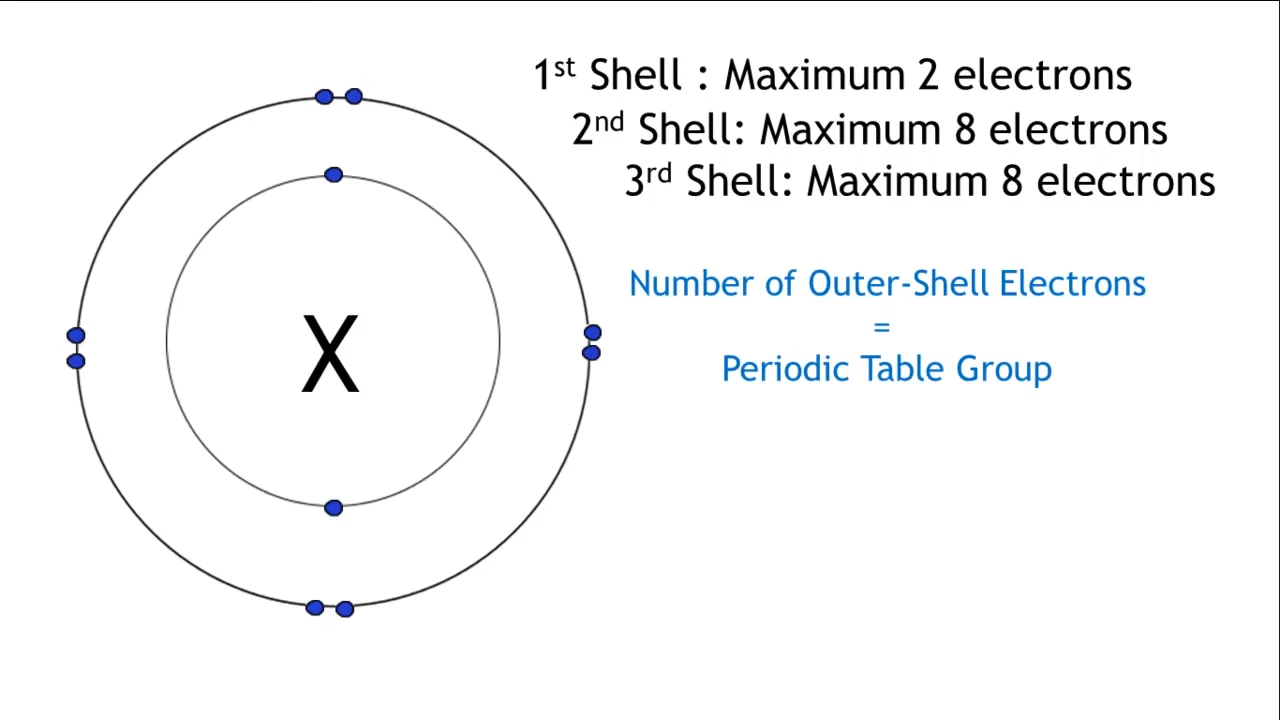 1st Shell : Maximum 2 electrons
2nd Shell: Maximum 8 electrons
3rd Shell: Maximum 8 electrons
Number of Outer-Shell Electrons
=
Periodic Table Group
X